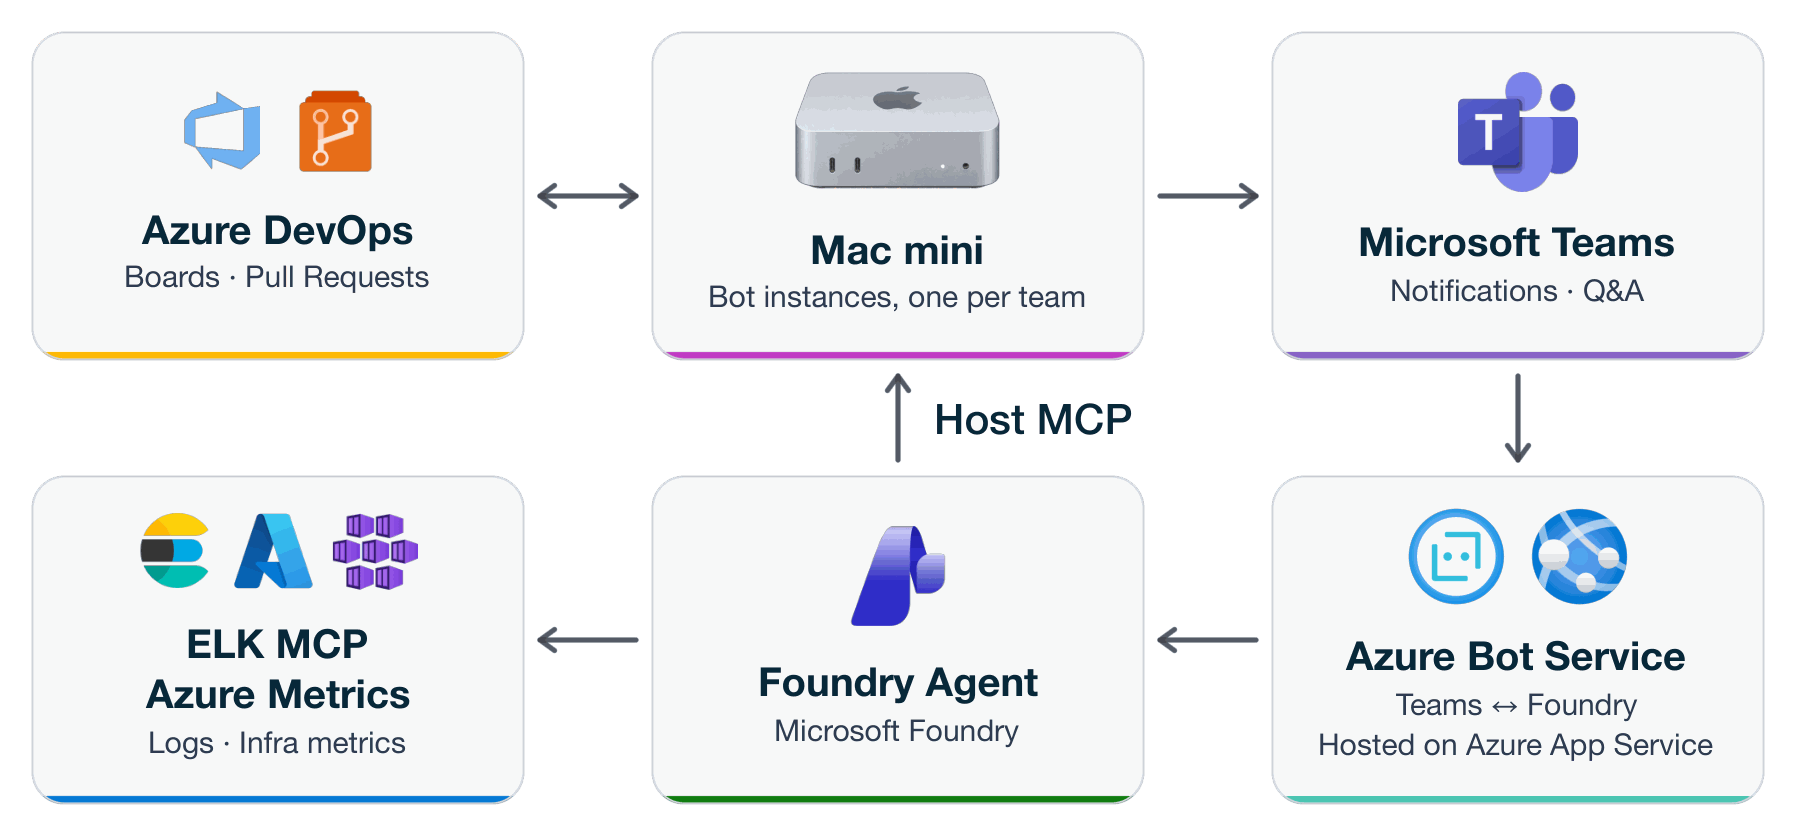 Azure DevOps
Boards · Pull Requests
Mac mini
Bot instances, one per team
T
Microsoft Teams
Notifications · Q&A
Host MCP
ELK MCP
Azure Metrics
Logs · Infra metrics
Foundry Agent
Microsoft Foundry
Azure Bot Service
Teams ↔ Foundry
Hosted on Azure App Service